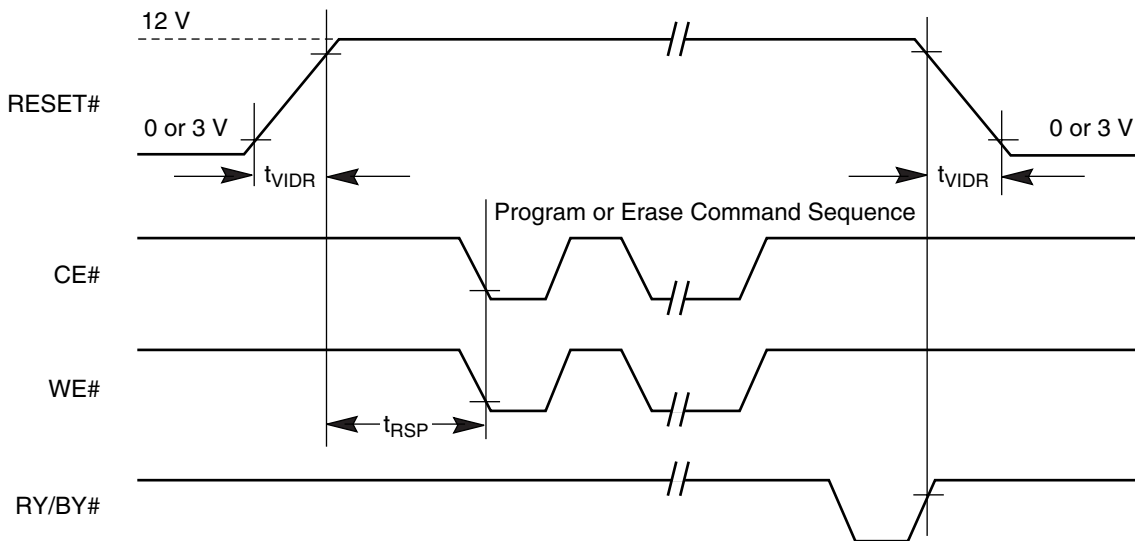 12 V
RESET#
0 or 3 V
0 or 3 V
tVIDR
tVIDR
Program or Erase Command Sequence
CE#
WE#
tRSP
RY/BY#